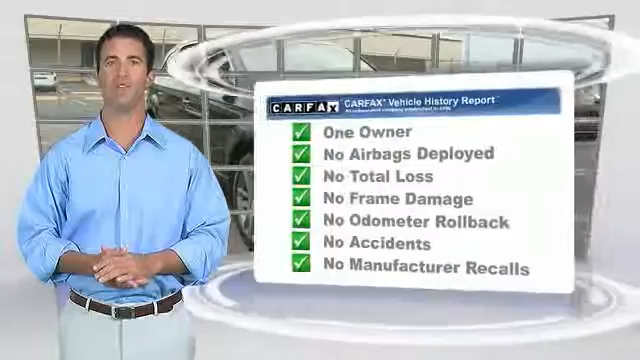 CARFAX CARFAX Vehicle History Report
One Owner
No Airbags Deployed
No Total Loss
No Frame Damage
No Odometer Rollback
No Accidents
No Manufacturer Recalls